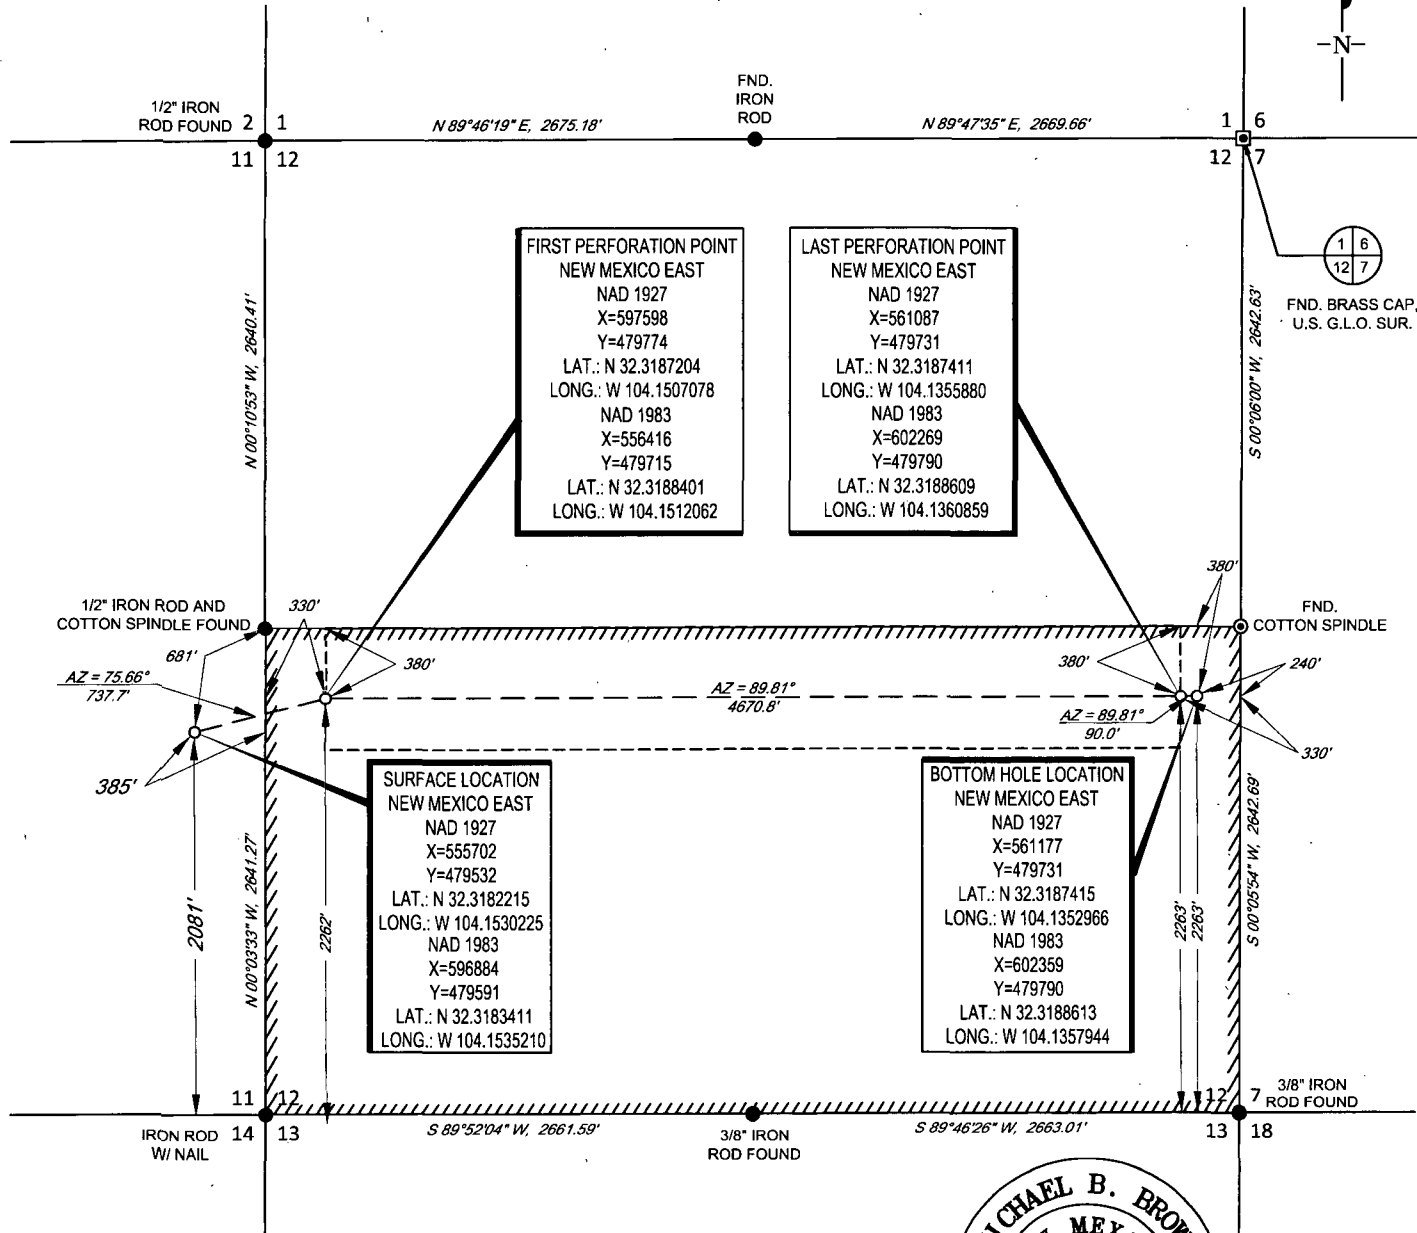 -N-
1/2" IRON
ROD FOUND
2 1
11 12
N 89°46'19" E, 2675.18'
FND.
IRON
ROD
N 89°47'35" E, 2669.66'
1 6
12 7
1 6
12 7
FND. BRASS CAP,
U.S. G.L.O. SUR.
N 00°10'53" W, 2640.41'
S 00°06'00" W, 2642.63'
FIRST PERFORATION POINT
NEW MEXICO EAST
NAD 1927
X=597598
Y=479774
LAT.: N 32.3187204
LONG.: W 104.1507078
NAD 1983
X=556416
Y=479715
LAT.: N 32.3188401
LONG.: W 104.1512062
LAST PERFORATION POINT
NEW MEXICO EAST
NAD 1927
X=561087
Y=479731
LAT.: N 32.3187411
LONG.: W 104.1355880
NAD 1983
X=602269
Y=479790
LAT.: N 32.3188609
LONG.: W 104.1360859
1/2" IRON ROD AND
COTTON SPINDLE FOUND
330'
380'
FND.
COTTON SPINDLE
681'
380'
380'
240'
AZ = 75.66°
737.7'
AZ = 89.81°
4670.8'
AZ = 89.81°
90.0'
330'
385'
SURFACE LOCATION
NEW MEXICO EAST
NAD 1927
X=555702
Y=479532
LAT.: N 32.3182215
LONG.: W 104.1530225
NAD 1983
X=596884
Y=479591
LAT.: N 32.3183411
LONG.: W 104.1535210
BOTTOM HOLE LOCATION
NEW MEXICO EAST
NAD 1927
X=561177
Y=479731
LAT.: N 32.3187415
LONG.: W 104.1352966
NAD 1983
X=602359
Y=479790
LAT.: N 32.3188613
LONG.: W 104.1357944
2081'
N 00°03'33" W, 2641.27'
2262'
2263'
2263'
S 00°05'54" W, 2642.69'
11 12
14 13
IRON ROD
W/ NAIL
S 89°52'04" W, 2661.59'
3/8" IRON
ROD FOUND
S 89°46'26" W, 2663.01'
12 7
13 18
3/8" IRON
ROD FOUND
B.